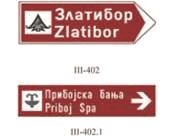 Златибор
Zlatibor
III-402
Прибојска бања
Priboj Spa
III-402.1